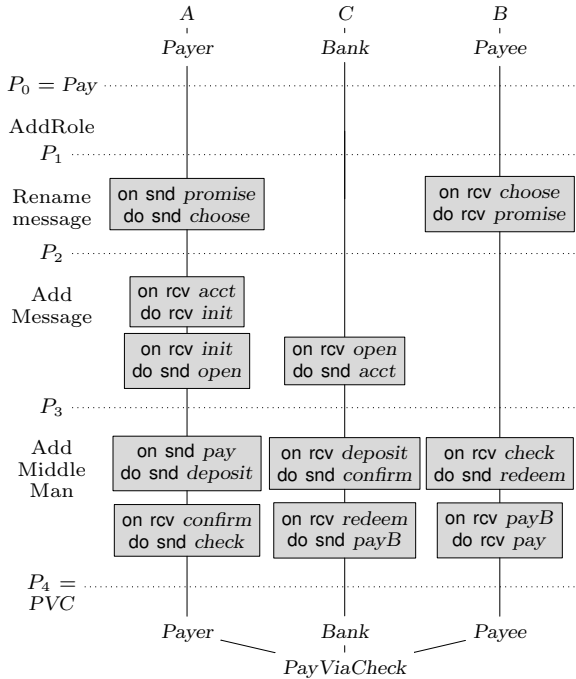 A C B
Payer Bank Payee
P0 = Pay
AddRole
P1
Rename
message
on snd promise
do snd choose
on rcv choose
do rcv promise
P2
Add
Message
on rcv acct
do rcv init
on rcv init
do snd open
on rcv open
do snd acct
P3
Add
Middle
Man
on snd pay
do snd deposit
on rcv deposit
do snd confirm
on rcv check
do snd redeem
on rcv confirm
do snd check
on rcv redeem
do snd payB
on rcv payB
do rcv pay
P4 =
PVC
Payer Bank Payee
PayViaCheck